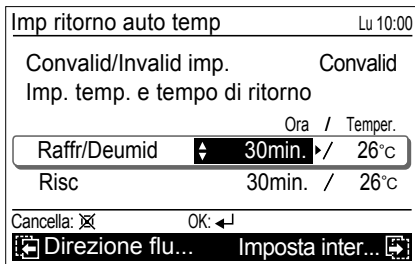 Imp ritorno auto temp Lu 10:00
Convalid/Invalid imp. Convalid
Imp. temp. e tempo di ritorno
Ora / Temper.
Raffr/Deumid 30min. / 26°C
Risc 30min. / 26°C
Cancella: OK:
Direzione flu... Imposta inter...